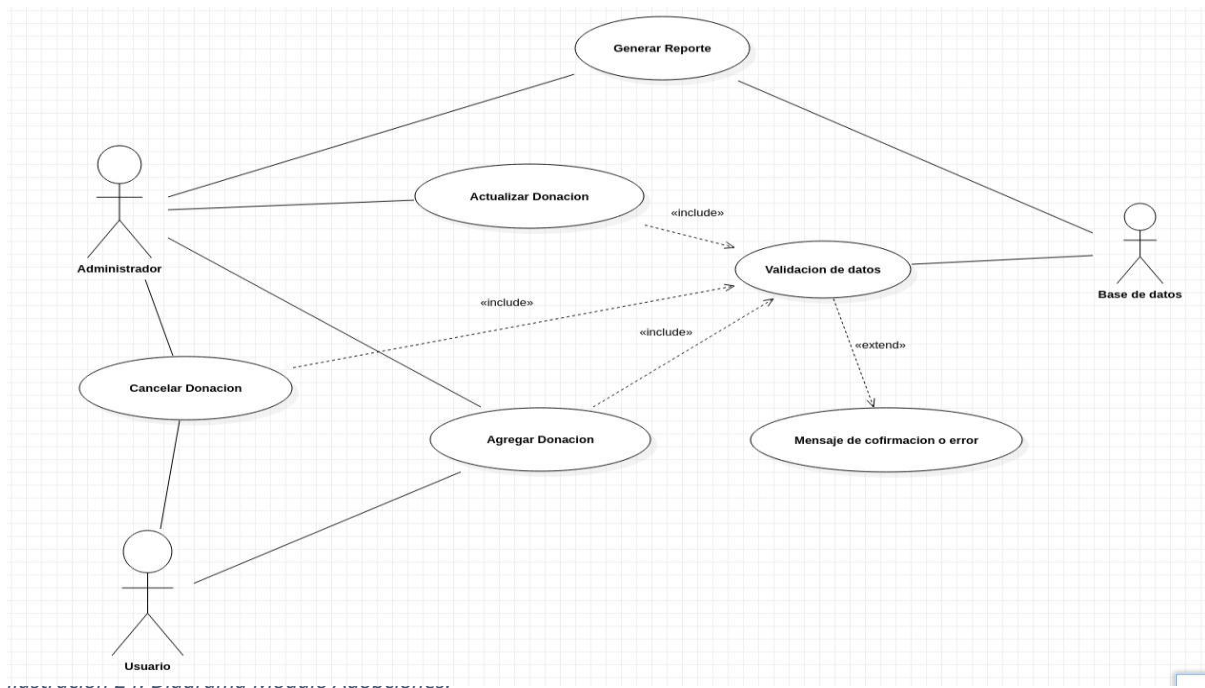 Generar Reporte
Actualizar Donacion
«include»
Administrador
Validacion de datos
Base de datos
«include»
«include»
«extend»
Cancelar Donacion
Agregar Donacion
Mensaje de cofirmacion o error
Usuario